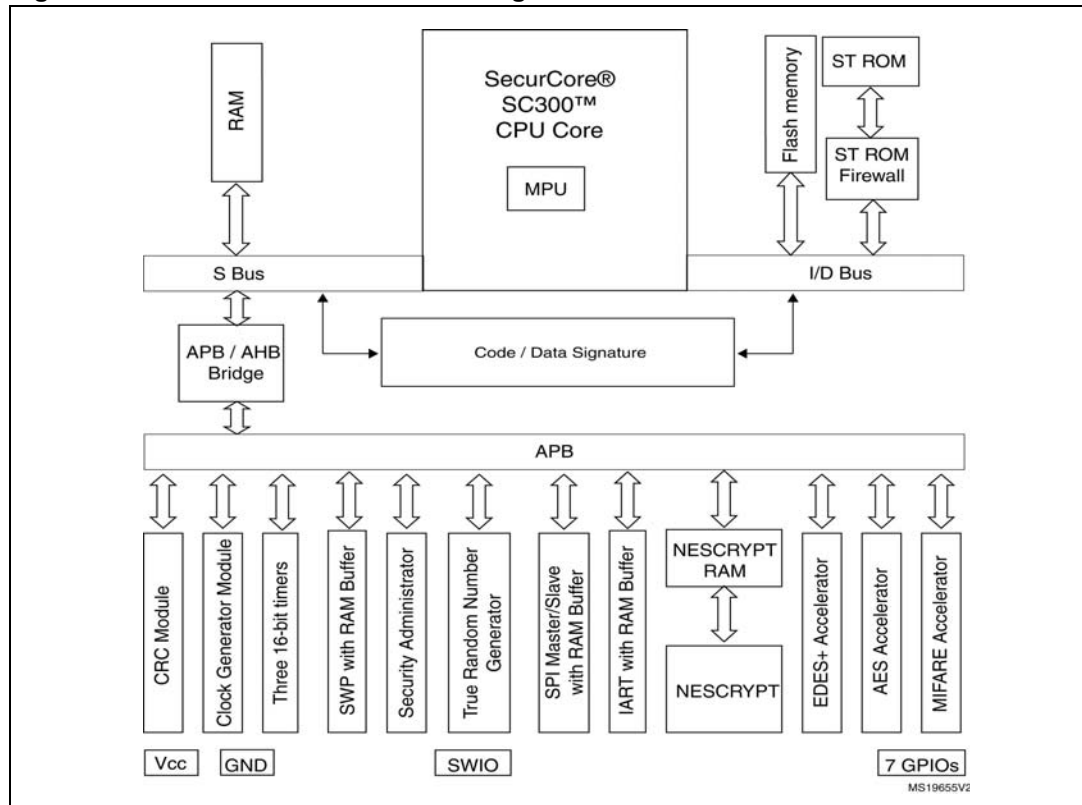 RAM
SecurCore®
SC300™
CPU Core
MPU
Flash memory
ST ROM
ST ROM
Firewall
S Bus
I/D Bus
APB / AHB
Bridge
Code / Data Signature
APB
CRC Module
Clock Generator Module
Three 16-bit timers
SWP with RAM Buffer
Security Administrator
True Random Number
Generator
SPI Master/Slave
with RAM Buffer
IART with RAM Buffer
NESCRYPT
RAM
NESCRYPT
EDES+ Accelerator
AES Accelerator
MIFARE Accelerator
Vcc
GND
SWIO
7 GPIOs
MS19655V2